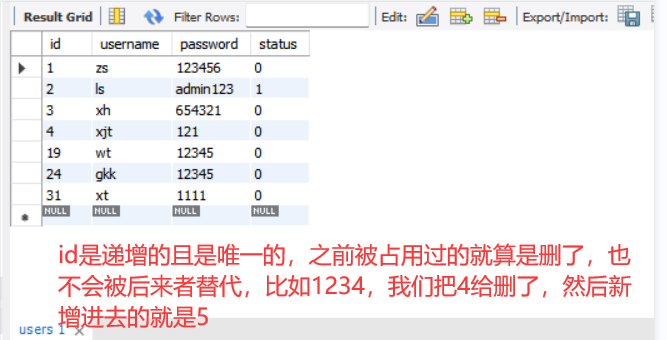 Result Grid Filter Rows: Edit: Export/Import:
id username password status
1 zs 123456 0
2 ls admin123 1
3 xh 654321 0
4 xjt 121 0
19 wt 12345 0
24 gkk 12345 0
31 xt 1111 0
NULL NULL NULL NULL
id是递增的且是唯一的，之前被占用过的就算是删了，也
不会被后来者替代，比如1234，我们把4给删了，然后新
增进去的就是5
users 1